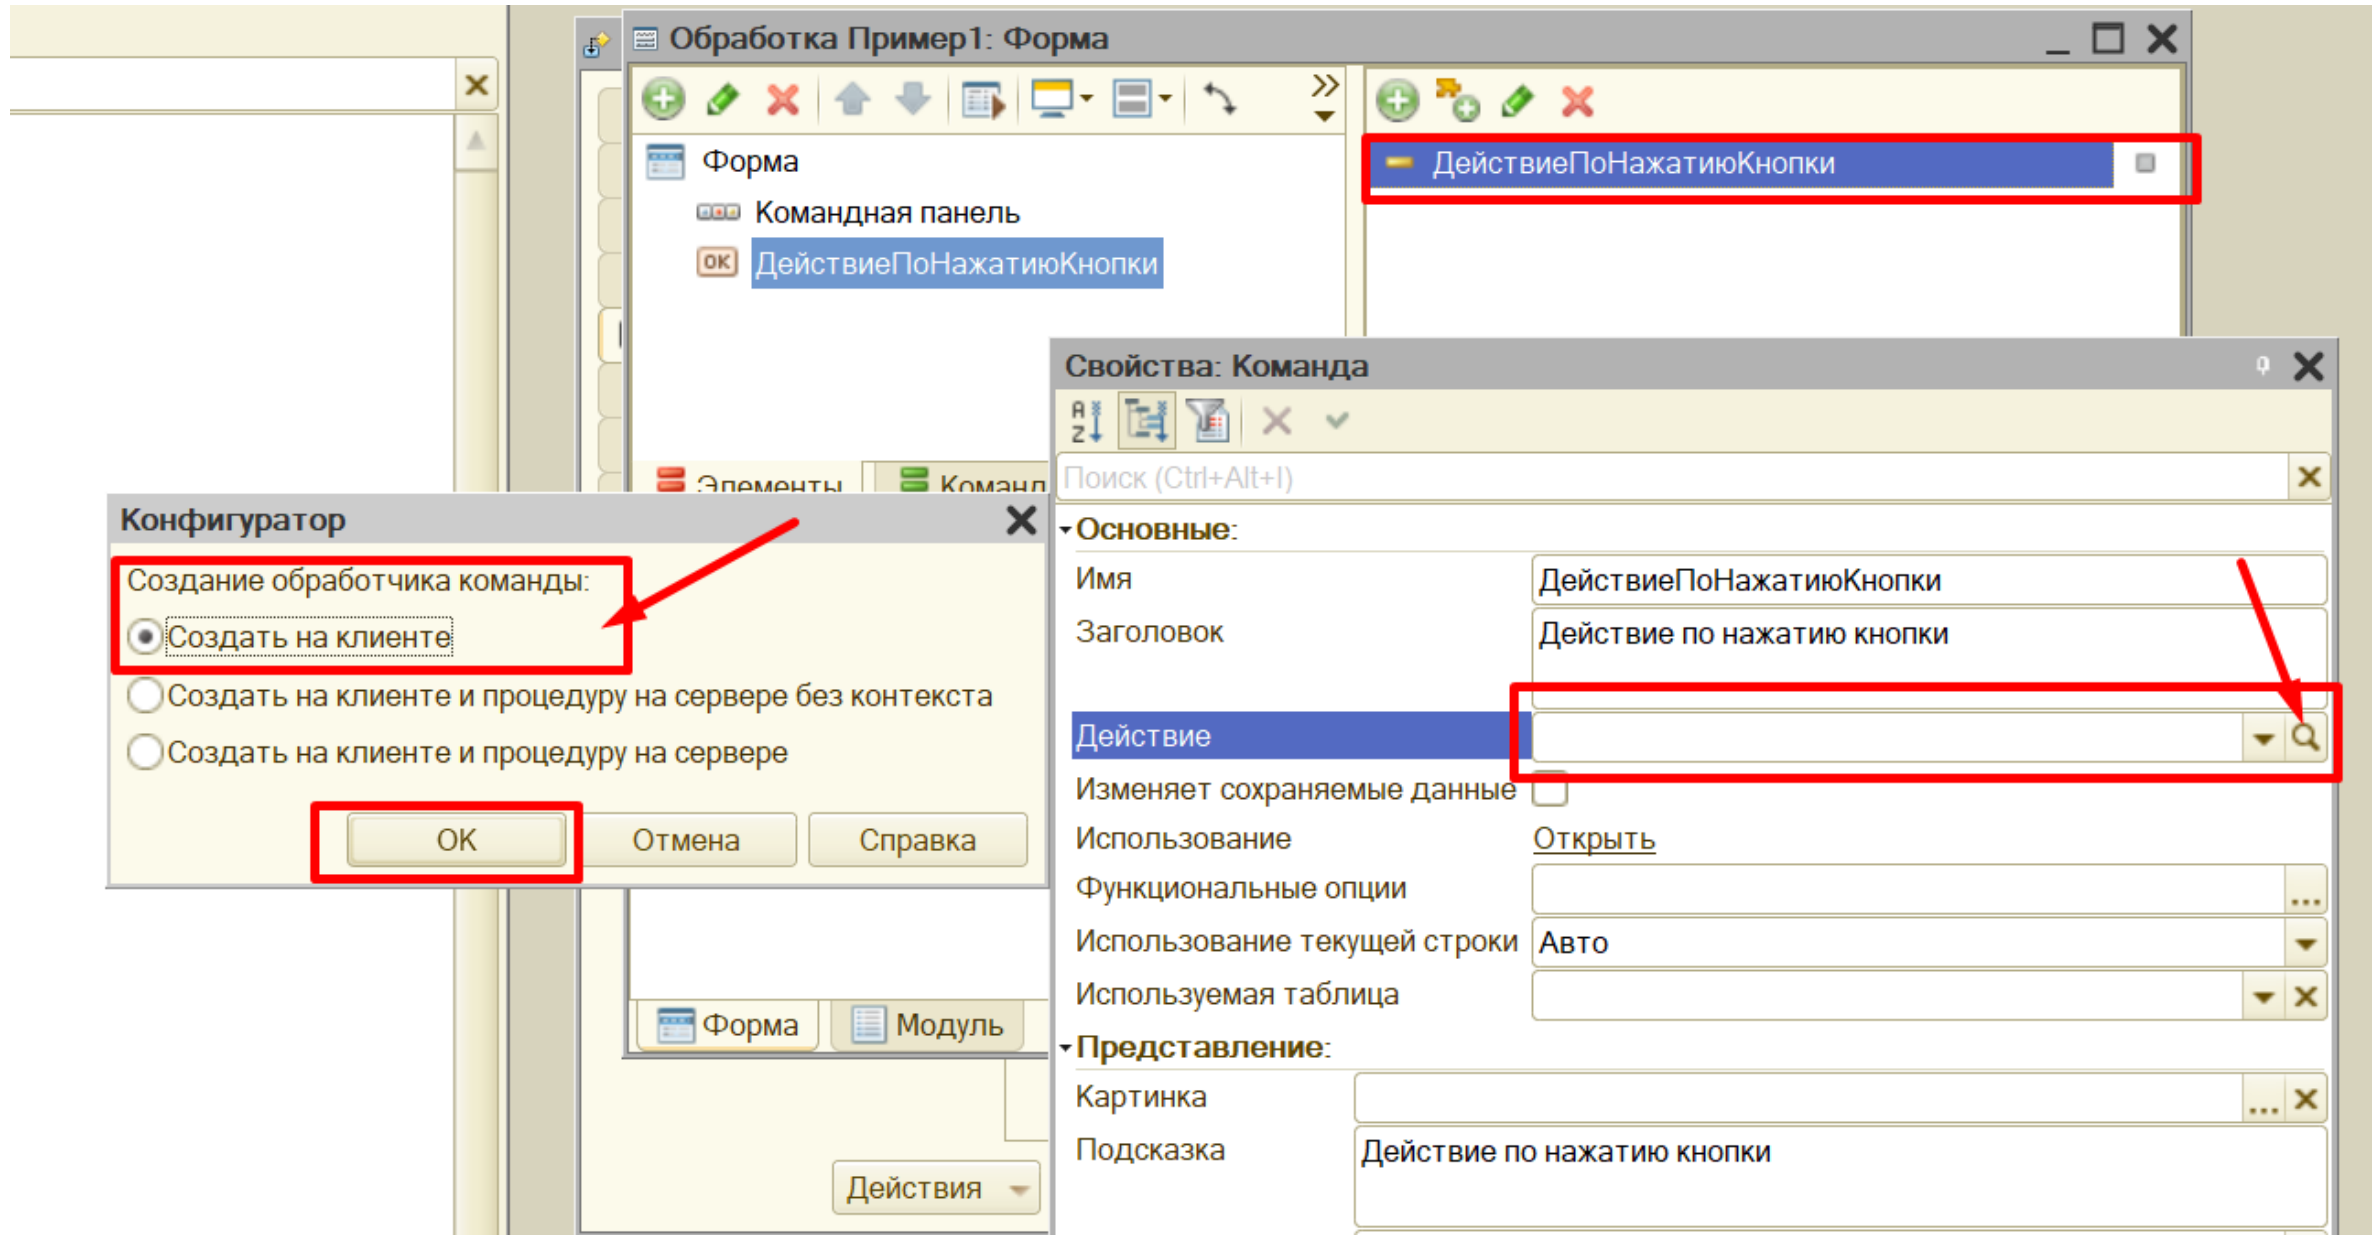 Обработка Пример1: Форма
Форма
Командная панель
OK
ДействиеПоНажатиюКнопки
ДействиеПоНажатиюКнопки
Элементы
Команд
Форма
Модуль
Действия
Конфигуратор
Создание обработчика команды:
Создать на клиенте
Создать на клиенте и процедуру на сервере без контекста
Создать на клиенте и процедуру на сервере
ОК
Отмена
Справка
Свойства: Команда
A
Z
Поиск (Ctrl+Alt+I)
Основные:
Имя
ДействиеПоНажатиюКнопки
Заголовок
Действие по нажатию кнопки
Действие
Изменяет сохраняемые данные
Использование
Открыть
Функциональные опции
...
Использование текущей строки
Авто
Используемая таблица
Представление:
Картинка
...
Подсказка
Действие по нажатию кнопки